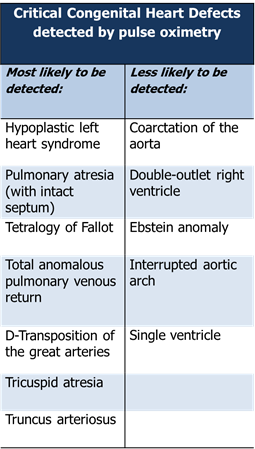 Critical Congenital Heart Defects
detected by pulse oximetry
Most likely to be
detected:
Less likely to be
detected:
Hypoplastic left
heart syndrome
Coarctation of the
aorta
Pulmonary atresia
(with intact
septum)
Double-outlet right
ventricle
Tetralogy of Fallot
Ebstein anomaly
Total anomalous
pulmonary venous
return
Interrupted aortic
arch
D-Transposition of
the great arteries
Single ventricle
Tricuspid atresia
Truncus arteriosus